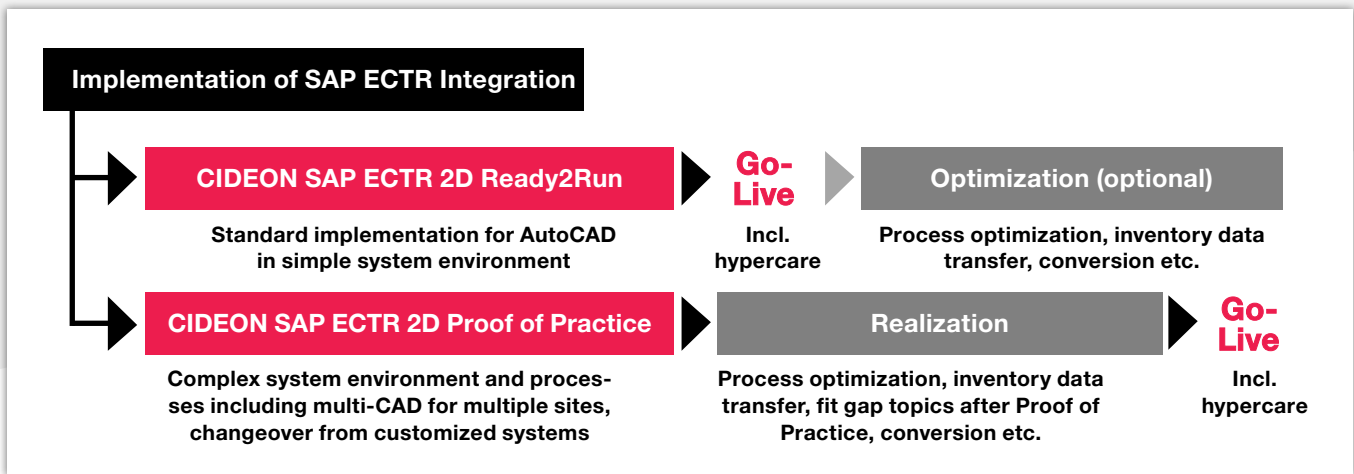 Implementation of SAP ECTR Integration
CIDEON SAP ECTR 2D Ready2Run
Go-
Live
Optimization (optional)
Standard implementation for AutoCAD
in simple system environment
Incl.
hypercare
Process optimization, inventory data
transfer, conversion etc.
CIDEON SAP ECTR 2D Proof of Practice
Realization
Go-
Live
Complex system environment and proces-
ses including multi-CAD for multiple sites,
changeover from customized systems
Process optimization, inventory data
transfer, fit gap topics after Proof of
Practice, conversion etc.
Incl.
hypercare